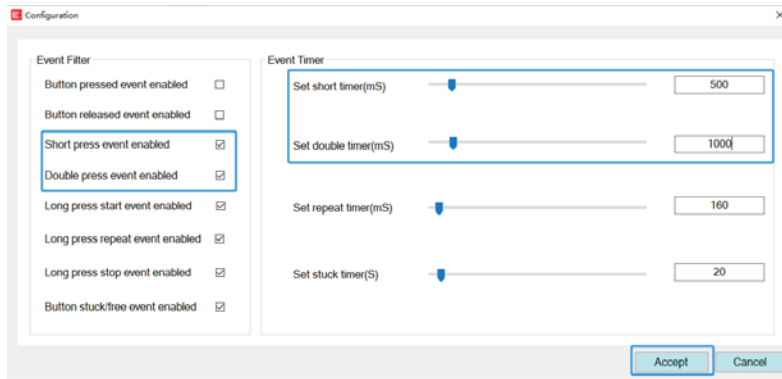 Configuration
Event Filter
Button pressed event enabled
Button released event enabled
Short press event enabled
Double press event enabled
Long press start event enabled
Long press repeat event enabled
Long press stop event enabled
Button stuck/free event enabled
Event Timer
Set short timer(mS) 500
Set double timer(mS) 1000
Set repeat timer(mS) 160
Set stuck timer(S) 20
Accept Cancel